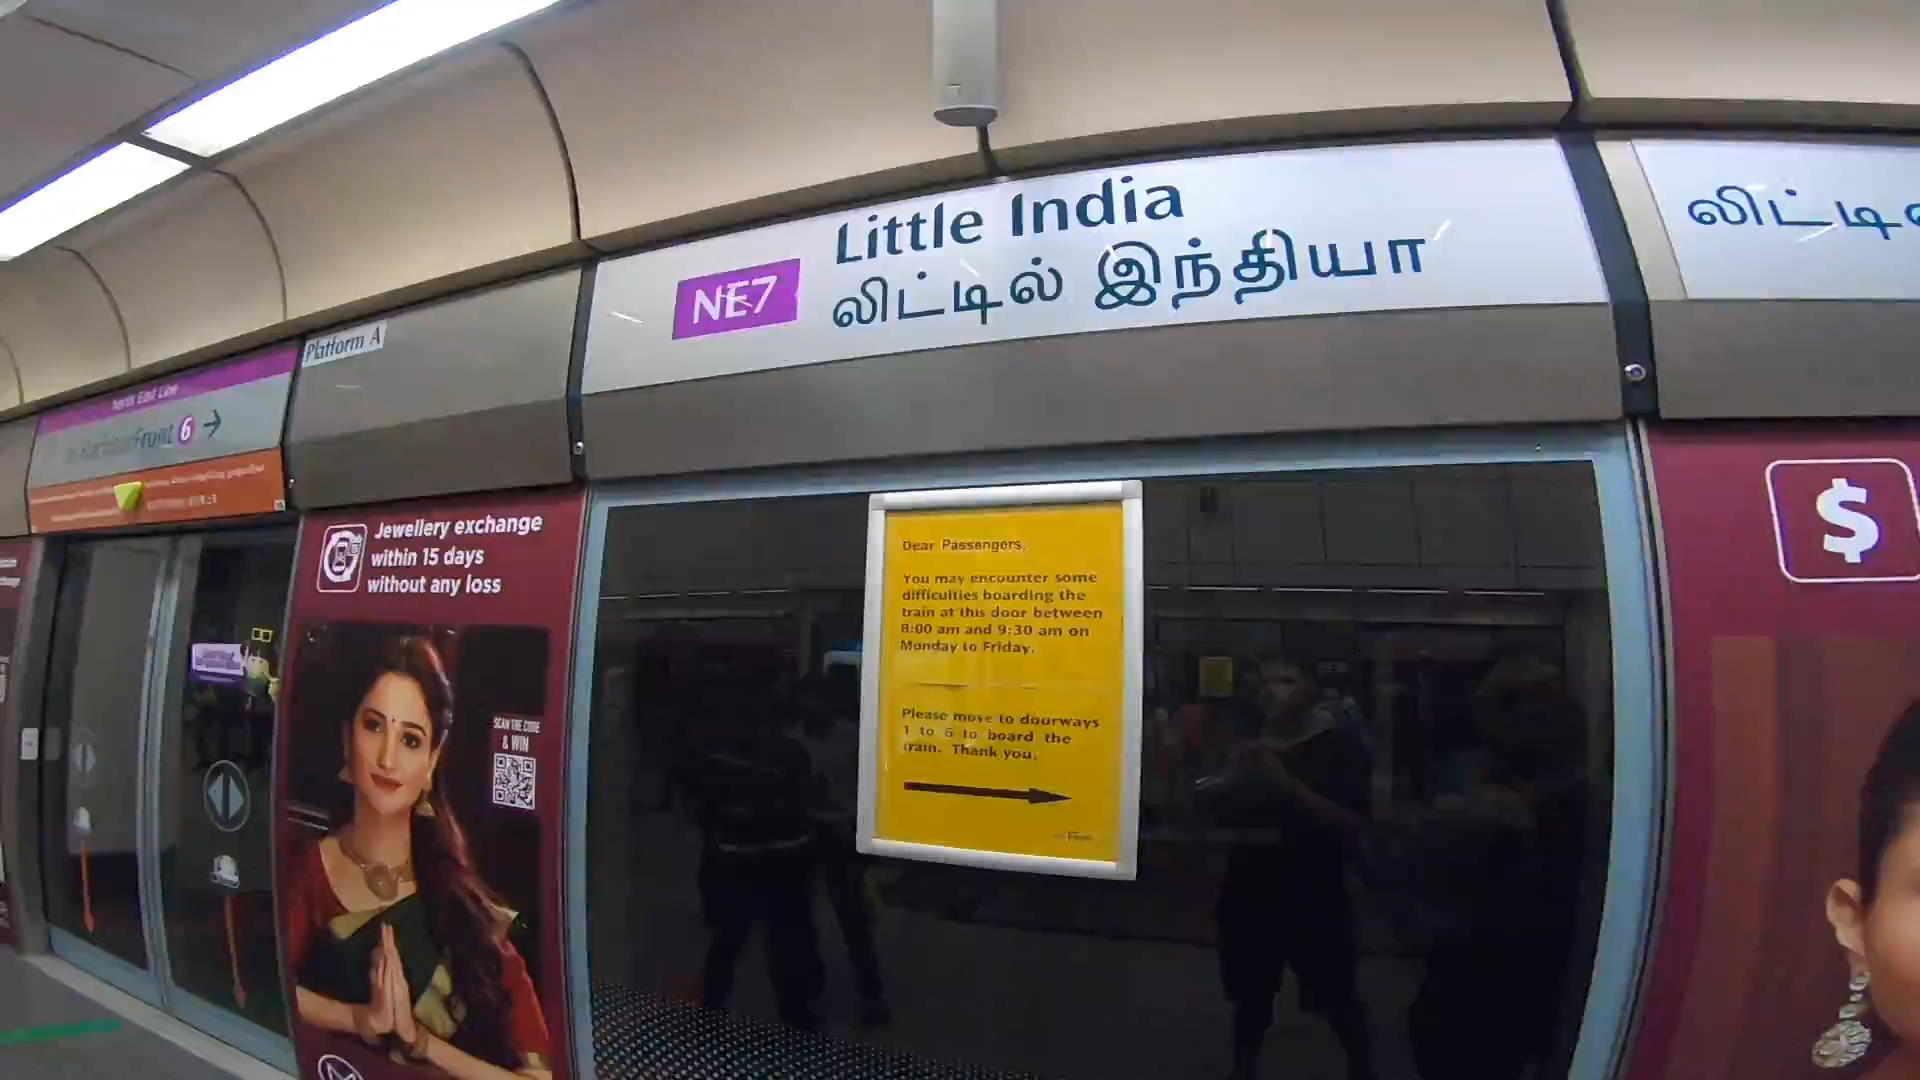 Little India
NE7
லிட்டில் இந்தியா
Platform A
North East Line
HarbourFront 6 →
Jewellery exchange
within 15 days
without any loss
SCAN THE CODE
& WIN
Dear Passengers,
You may encounter some
difficulties boarding the
train at this door between
8:00 am and 9:30 am on
Monday to Friday.
Please move to doorways
1 to 6 to board the
train. Thank you.
$